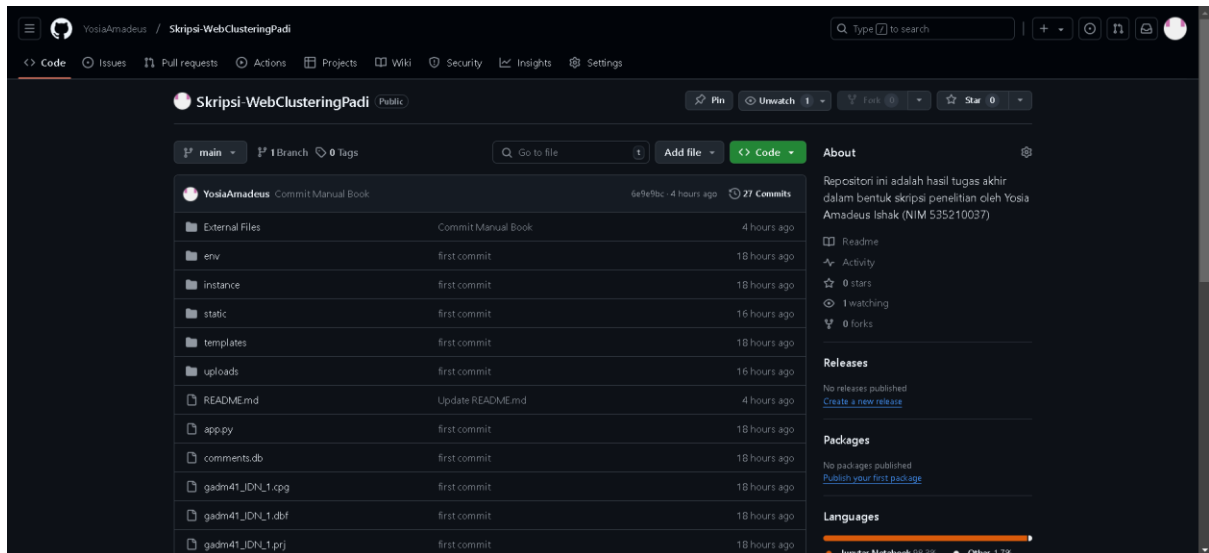 YosiaAmadeus / Skripsi-WebClusteringPadi
Type / to search
Code Issues Pull requests Actions Projects Wiki Security Insights Settings
Skripsi-WebClusteringPadi Public
Pin Unwatch 1 Fork 0 Star 0
main 1 Branch 0 Tags Go to file t Add file Code
YosiaAmadeus Commit Manual Book 6e9e9bc · 4 hours ago 27 Commits
External Files Commit Manual Book 4 hours ago
env first commit 18 hours ago
instance first commit 18 hours ago
static first commit 16 hours ago
templates first commit 18 hours ago
uploads first commit 16 hours ago
README.md Update README.md 4 hours ago
app.py first commit 18 hours ago
comments.db first commit 18 hours ago
gadm41_IDN_1.cpg first commit 18 hours ago
gadm41_IDN_1.dbf first commit 18 hours ago
gadm41_IDN_1.prj first commit 18 hours ago
About
Repositori ini adalah hasil tugas akhir
dalam bentuk skripsi penelitian oleh Yosia
Amadeus Ishak (NIM 535210037)
Readme
Activity
0 stars
1 watching
0 forks
Releases
No releases published
Create a new release
Packages
No packages published
Publish your first package
Languages
Jupyter Notebook 98.3% Other 1.7%